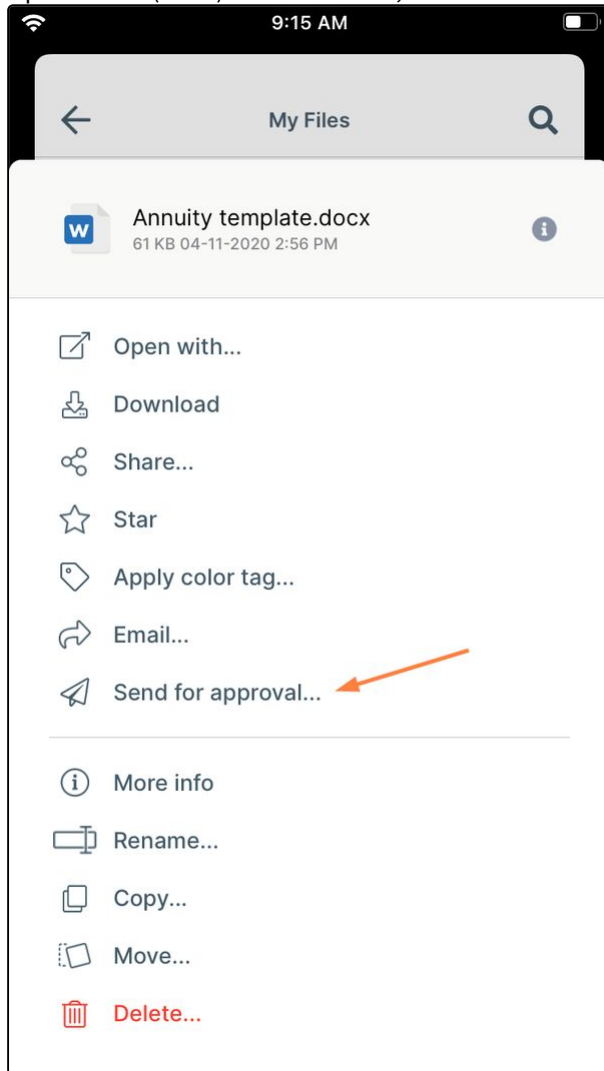 9:15 AM
My Files
W
Annuity template.docx
61 KB 04-11-2020 2:56 PM
Open with...
Download
Share...
Star
Apply color tag...
Email...
Send for approval...
More info
Rename...
Copy...
Move...
Delete...